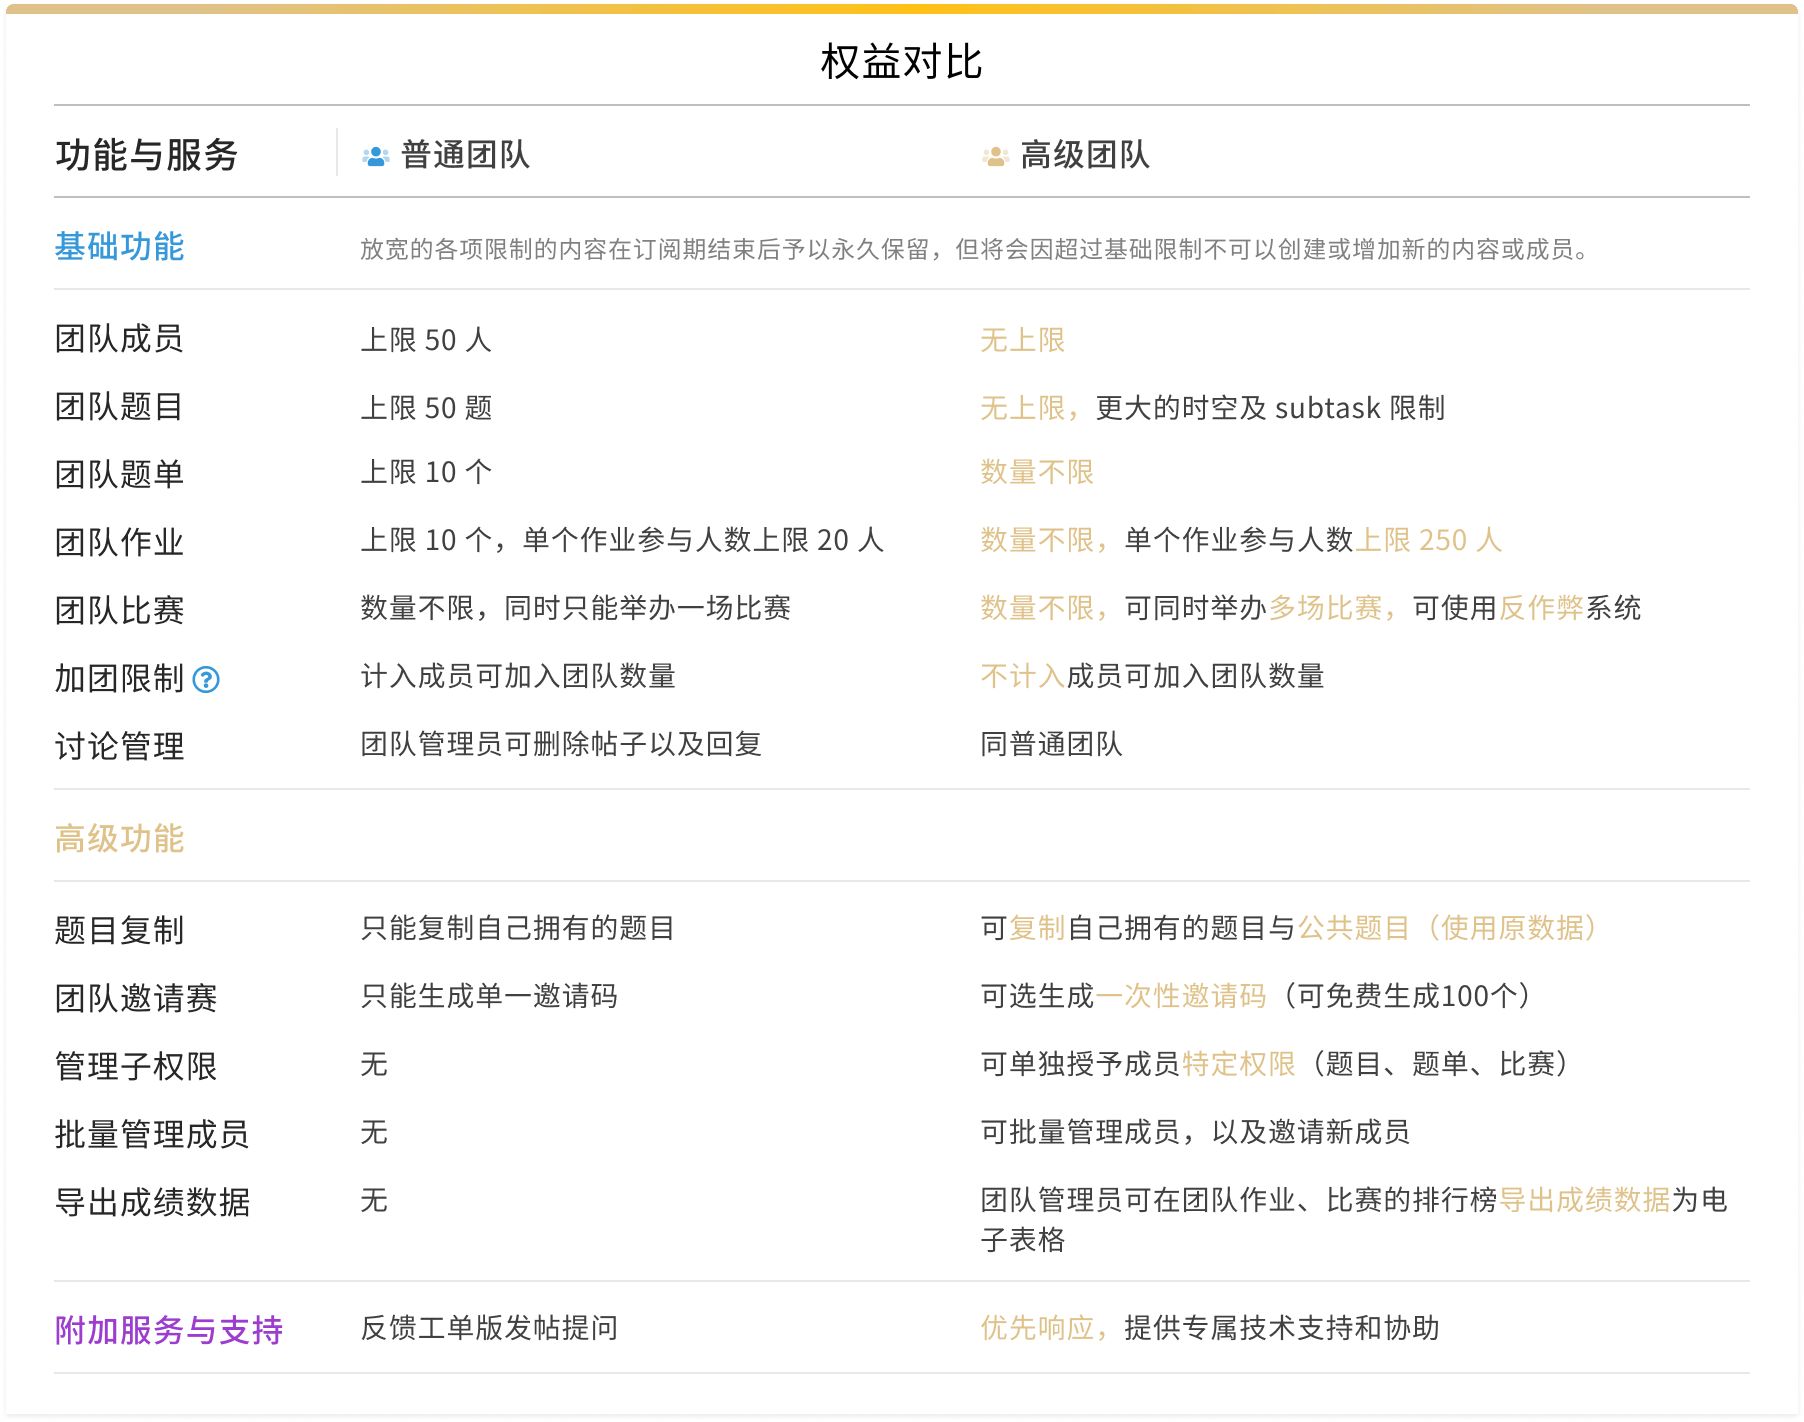 权益对比
功能与服务 普通团队 高级团队
基础功能 放宽的各项限制的内容在订阅期结束后予以永久保留，但将会因超过基础限制不可以创建或增加新的内容或成员。
团队成员 上限 50 人 无上限
团队题目 上限 50 题 无上限，更大的时空及 subtask 限制
团队题单 上限 10 个 数量不限
团队作业 上限 10 个，单个作业参与人数上限 20 人 数量不限，单个作业参与人数上限 250 人
团队比赛 数量不限，同时只能举办一场比赛 数量不限，可同时举办多场比赛，可使用反作弊系统
加团限制 ? 计入成员可加入团队数量 不计入成员可加入团队数量
讨论管理 团队管理员可删除帖子以及回复 同普通团队
高级功能
题目复制 只能复制自己拥有的题目 可复制自己拥有的题目与公共题目（使用原数据）
团队邀请赛 只能生成单一邀请码 可选生成一次性邀请码（可免费生成100个）
管理子权限 无 可单独授予成员特定权限（题目、题单、比赛）
批量管理成员 无 可批量管理成员，以及邀请新成员
导出成绩数据 无 团队管理员可在团队作业、比赛的排行榜导出成绩数据为电
子表格
附加服务与支持 反馈工单版发帖提问 优先响应，提供专属技术支持和协助